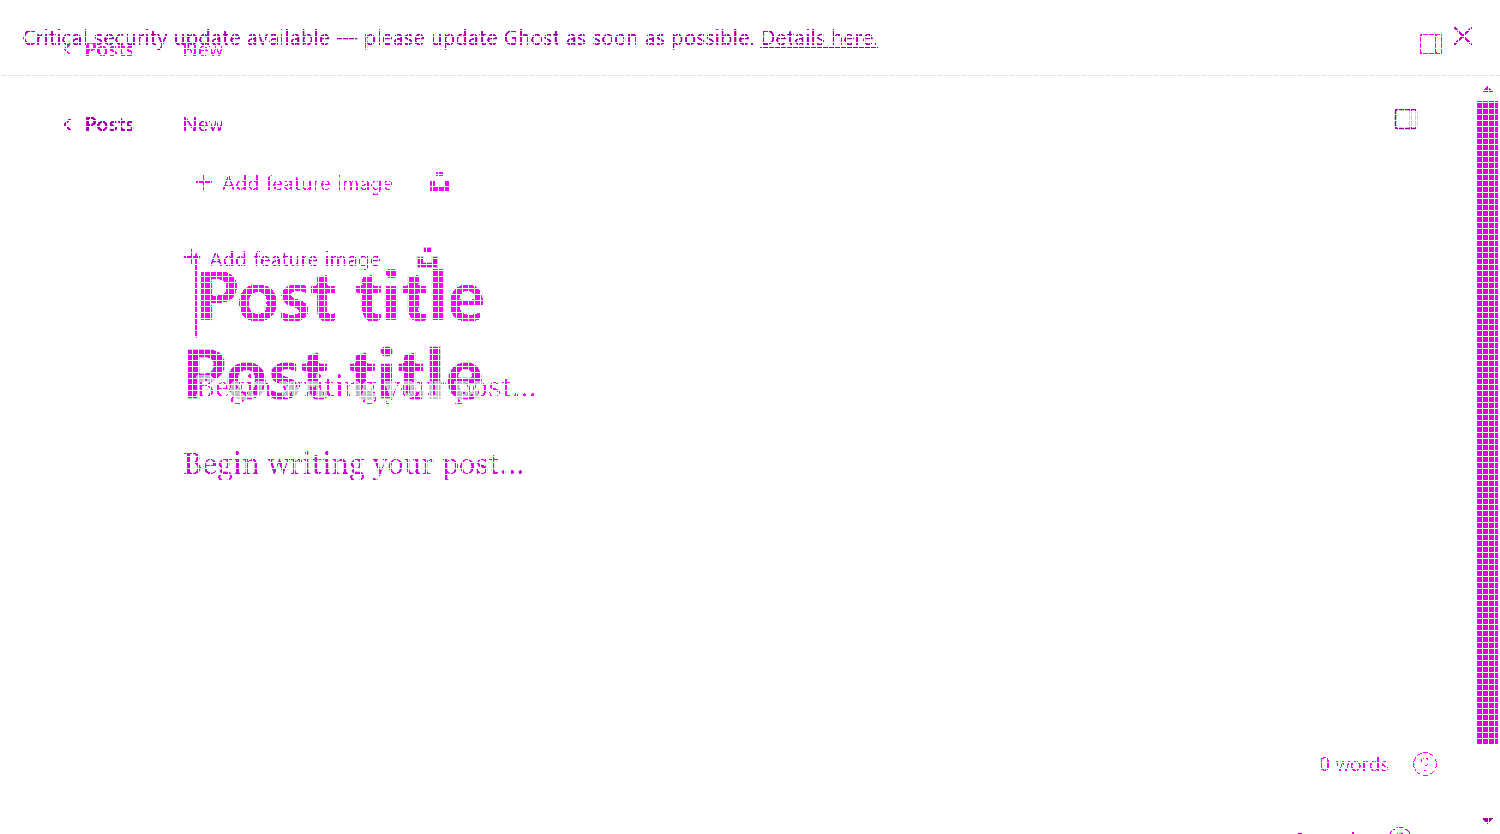 Critical security update available — please update Ghost as soon as possible. Details here.
Posts New
Posts New
Add feature image
Add feature image
Post title
Post title
Begin writing your post...
Begin writing your post...
0 words ?